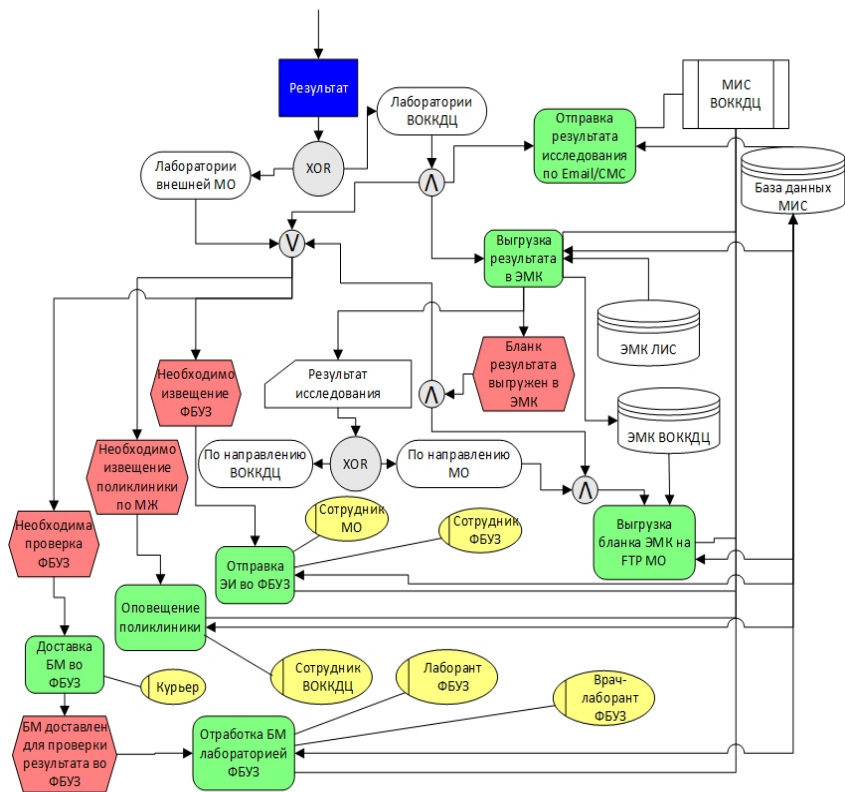 Результат
Лаборатории
ВОККДЦ
МИС
ВОККДЦ
Отправка
результата
исследования
по Email/СМС
XOR
Лаборатории
внешней МО
Λ
База данных
МИС
V
Выгрузка
результата
в ЭМК
ЭМК ЛИС
Необходимо
извещение
ФБУЗ
Результат
исследования
Λ
Бланк
результата
выгружен в
ЭМК
ЭМК ВОККДЦ
Необходимо
извещение
поликлиники
по МЖ
По направлению
ВОККДЦ
XOR
По направлению
МО
Λ
Необходима
проверка
ФБУЗ
Сотрудник
МО
Сотрудник
ФБУЗ
Выгрузка
бланка ЭМК на
FTP МО
Отправка
ЭИ во ФБУЗ
Оповещение
поликлиники
Доставка
БМ во
ФБУЗ
Курьер
Сотрудник
ВОККДЦ
Лаборант
ФБУЗ
Врач-
лаборант
ФБУЗ
БМ доставлен
для проверки
результата во
ФБУЗ
Отработка БМ
лабораторией
ФБУЗ